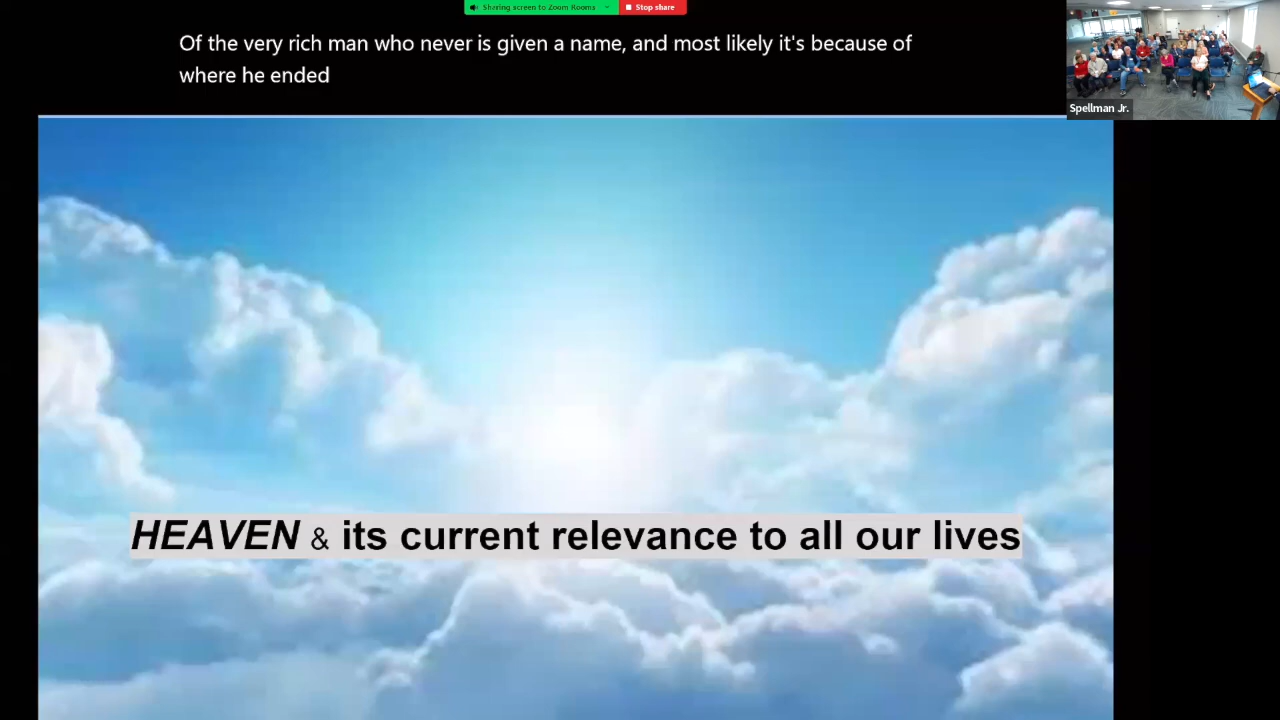 Sharing screen to Zoom Rooms
Stop share
Of the very rich man who never is given a name, and most likely it's because of
where he ended
Spellman Jr.
HEAVEN & its current relevance to all our lives